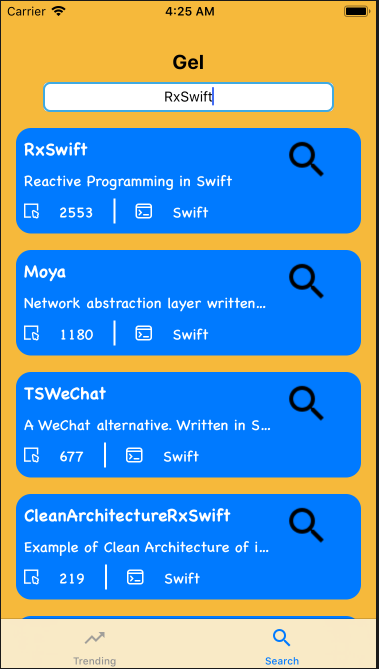 Carrier 4:25 AM
Gel
RxSwift
RxSwift
Reactive Programming in Swift
2553 Swift
Moya
Network abstraction layer written...
1180 Swift
TSWeChat
A WeChat alternative. Written in S...
677 Swift
CleanArchitectureRxSwift
Example of Clean Architecture of i...
219 Swift
Trending Search